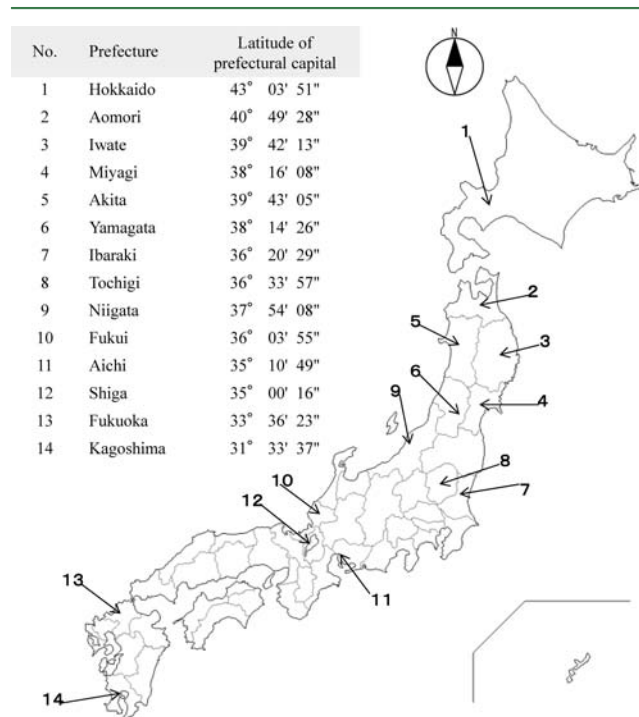 No. Prefecture Latitude of prefectural capital
1 Hokkaido 43° 03' 51"
2 Aomori 40° 49' 28"
3 Iwate 39° 42' 13"
4 Miyagi 38° 16' 08"
5 Akita 39° 43' 05"
6 Yamagata 38° 14' 26"
7 Ibaraki 36° 20' 29"
8 Tochigi 36° 33' 57"
9 Niigata 37° 54' 08"
10 Fukui 36° 03' 55"
11 Aichi 35° 10' 49"
12 Shiga 35° 00' 16"
13 Fukuoka 33° 36' 23"
14 Kagoshima 31° 33' 37"
N
1
2
5
3
6
4
9
8
10
7
12
11
13
14